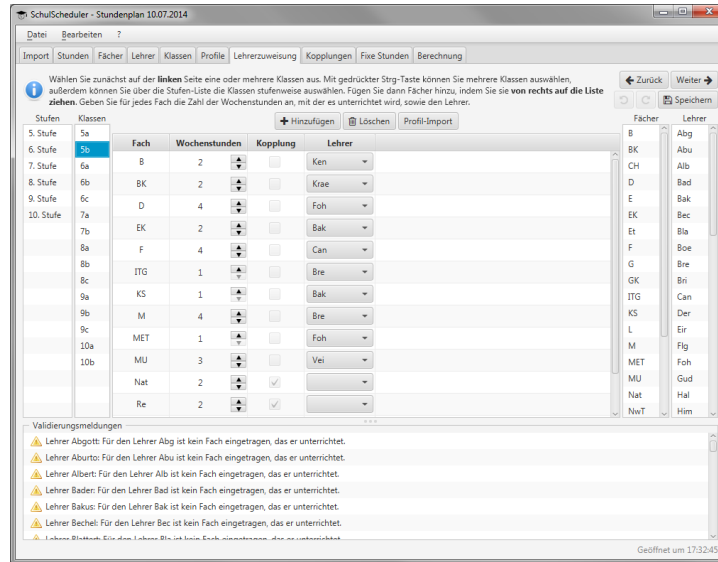 SchulScheduler - Stundenplan 10.07.2014
Datei Bearbeiten ?
Import Stunden Fächer Lehrer Klassen Profile Lehrerzuweisung Kopplungen Fixe Stunden Berechnung
Wählen Sie zunächst auf der linken Seite eine oder mehrere Klassen aus. Mit gedrückter Strg-Taste können Sie mehrere Klassen auswählen,
außerdem können Sie über die Stufen-Liste die Klassen stufenweise auswählen. Fügen Sie dann Fächer hinzu, indem Sie sie von rechts auf die Liste
ziehen. Geben Sie für jedes Fach die Zahl der Wochenstunden an, mit der es unterrichtet wird, sowie den Lehrer.
Zurück Weiter
Speichern
Stufen Klassen Hinzufügen Löschen Profil-Import Fächer Lehrer
5. Stufe 5a B Abg
Fach Wochenstunden Kopplung Lehrer
6. Stufe 5b BK Abu
7. Stufe 6a B 2 Ken CH Alb
8. Stufe 6b BK 2 Krae D Bad
9. Stufe 6c D 4 Foh E Bak
10. Stufe 7a EK Bec
7b EK 2 Bak Et Bla
8a F 4 Can F Boe
8b G Bre
8c ITG 1 Bre GK Bri
9a KS 1 Bak ITG Can
9b M 4 Bre KS Der
9c L Eir
10a MET 1 Foh M Flg
10b MU 3 Vei MET Foh
MU Gud
Nat 2 Nat Hal
Re 2 NwT Him
Validierungsmeldungen
Lehrer Abgott: Für den Lehrer Abg ist kein Fach eingetragen, das er unterrichtet.
Lehrer Aburto: Für den Lehrer Abu ist kein Fach eingetragen, das er unterrichtet.
Lehrer Albert: Für den Lehrer Alb ist kein Fach eingetragen, das er unterrichtet.
Lehrer Bader: Für den Lehrer Bad ist kein Fach eingetragen, das er unterrichtet.
Lehrer Bakus: Für den Lehrer Bak ist kein Fach eingetragen, das er unterrichtet.
Lehrer Bechel: Für den Lehrer Bec ist kein Fach eingetragen, das er unterrichtet.
Lehrer Blattert: Für den Lehrer Bla ist kein Fach eingetragen, das er unterrichtet.
Geöffnet um 17:32:45